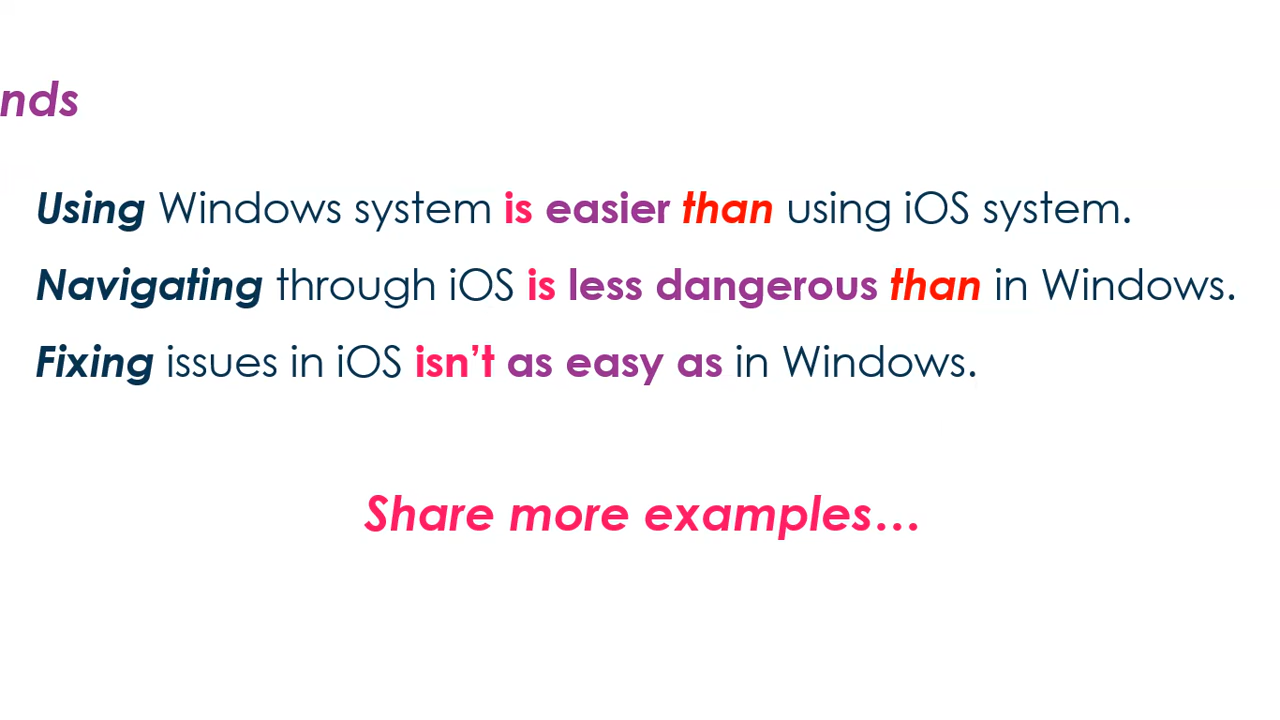 nds
Using Windows system is easier than using iOS system.
Navigating through iOS is less dangerous than in Windows.
Fixing issues in iOS isn’t as easy as in Windows.
Share more examples…